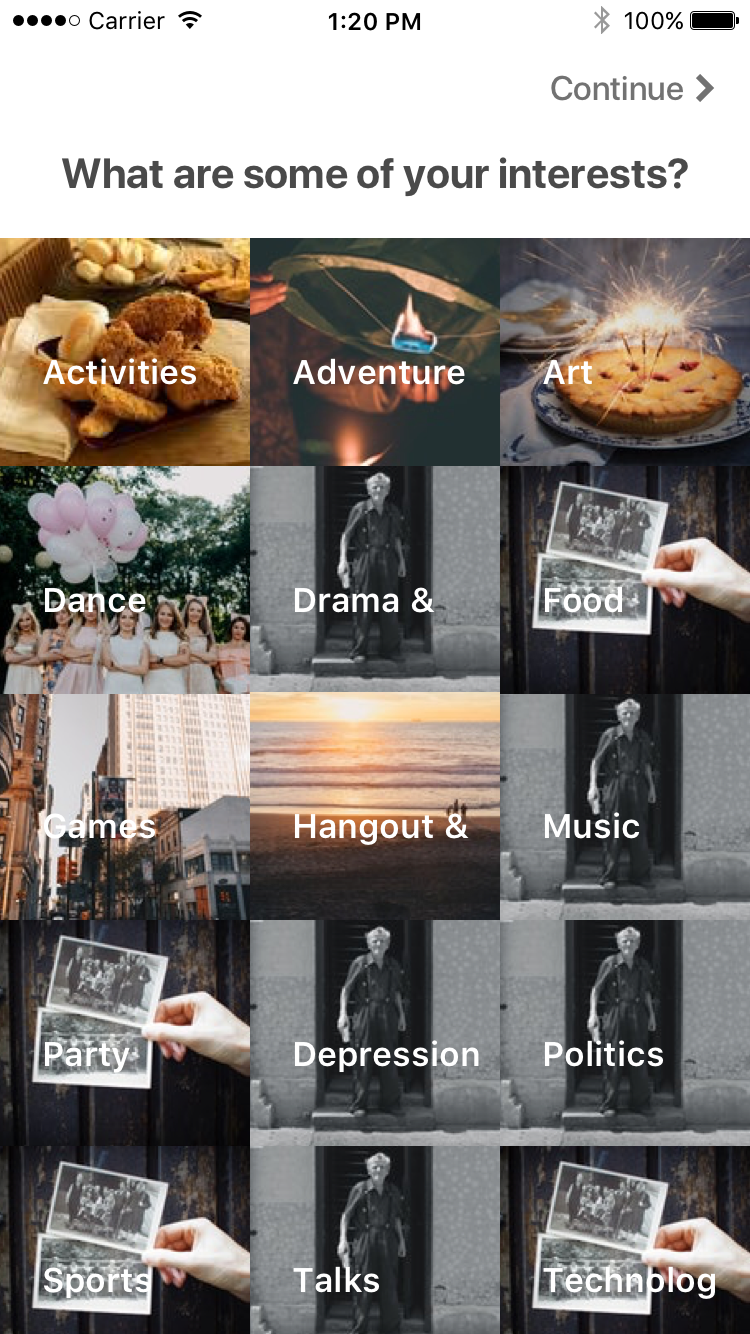 Carrier 1:20 PM 100%
Continue
What are some of your interests?
Activities Adventure Art
Dance Drama & Food
Games Hangout & Music
Party Depression Politics
Sports Talks Technolog